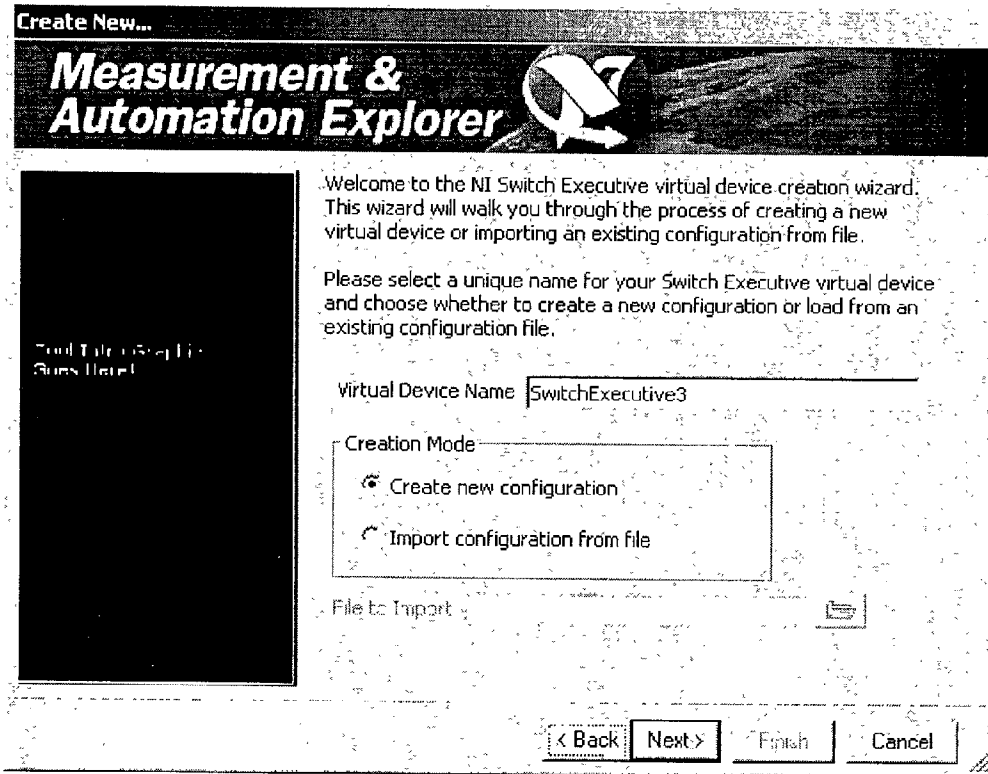 Create New...
Measurement &
Automation Explorer
Welcome to the NI Switch Executive virtual device creation wizard.
This wizard will walk you through the process of creating a new
virtual device or importing an existing configuration from file.
Please select a unique name for your Switch Executive virtual device
and choose whether to create a new configuration or load from an
existing configuration file.
Goes Here!
Virtual Device Name SwitchExecutive3
Creation Mode
Create new configuration
Import configuration from file
File to Import
< Back Next > Finish Cancel